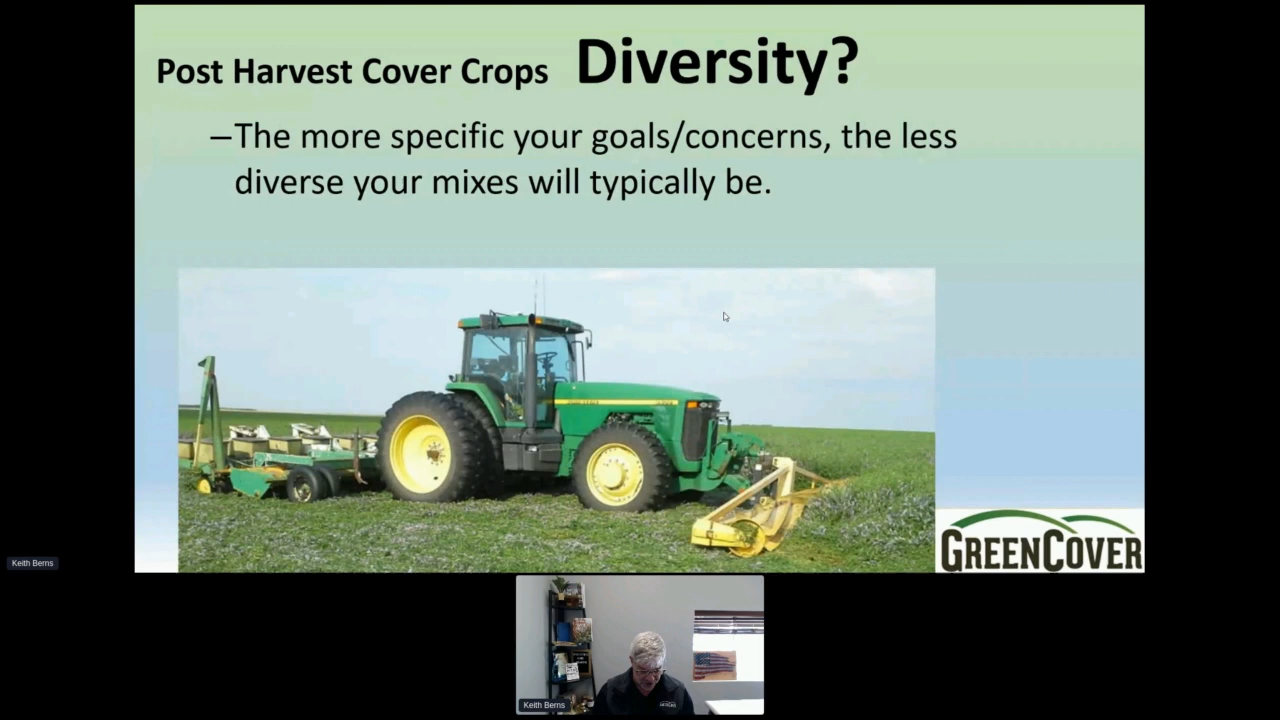 Post Harvest Cover Crops Diversity?
–The more specific your goals/concerns, the less
diverse your mixes will typically be.
GREENCOVER
Keith Berns
Keith Berns